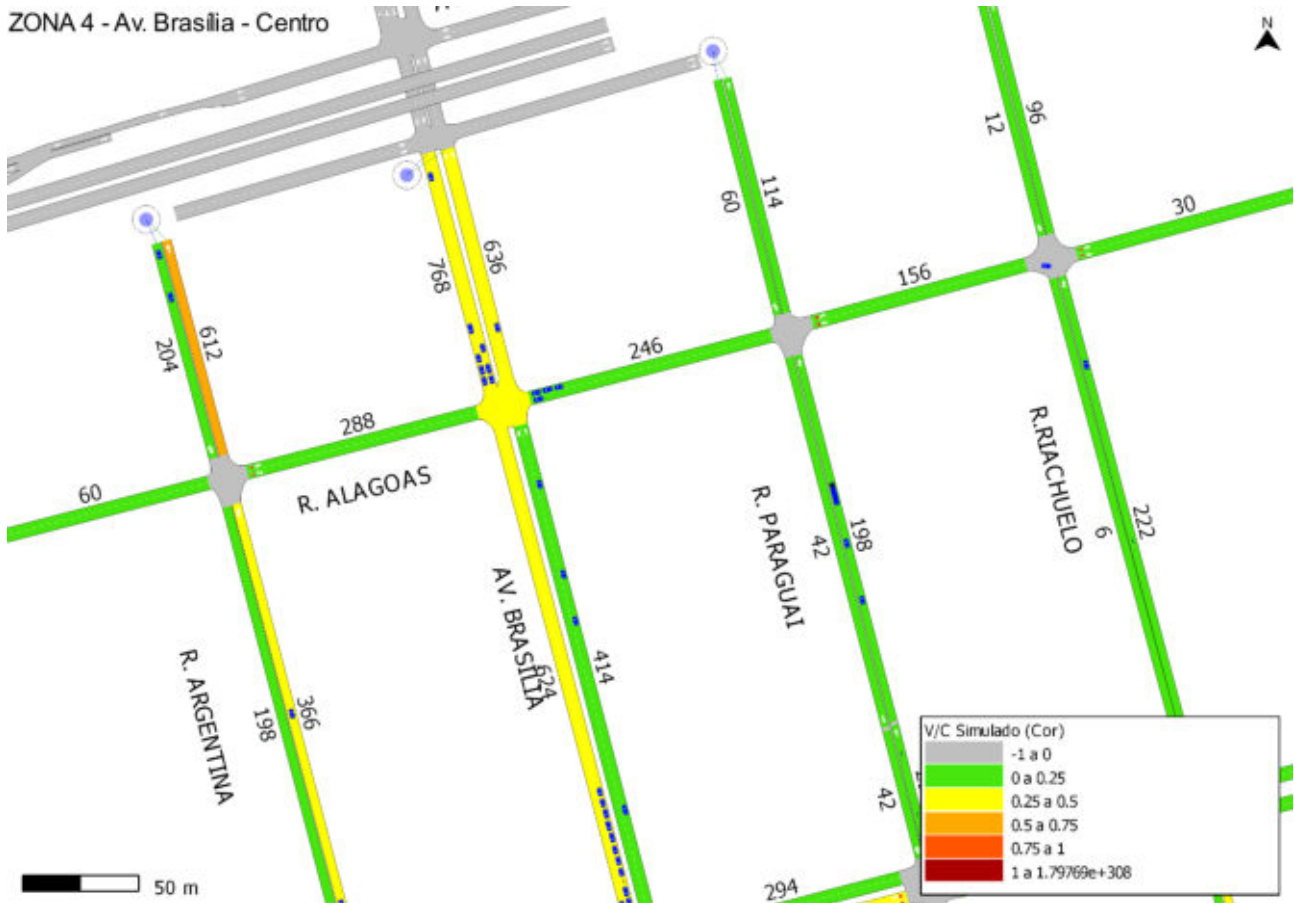 ZONA 4 - Av. Brasília - Centro
N
96
12
114
60
30
636
768
156
612
204
246
288
60
R. ALAGOAS
R.RIACHUELO
R. PARAGUAI
198
42
222
6
AV. BRASÍLIA
624
414
R. ARGENTINA
366
198
42
294
50 m
V/C Simulado (Cor)
-1 a 0
0 a 0.25
0.25 a 0.5
0.5 a 0.75
0.75 a 1
1 a 1.79769e+308